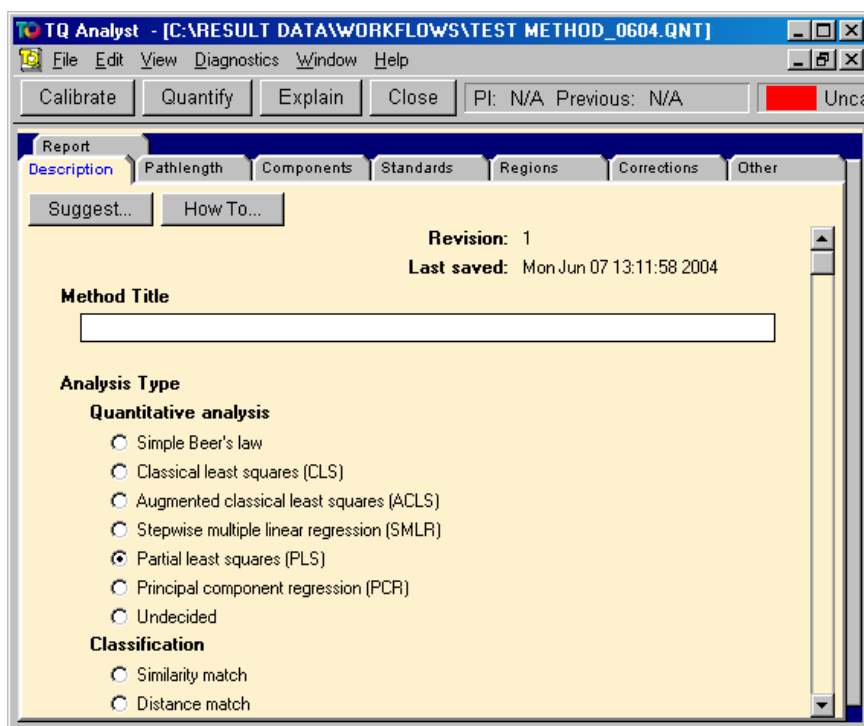 TQ Analyst - [C:\RESULT DATA\WORKFLOWS\TEST METHOD_0604.QNT]
File Edit View Diagnostics Window Help
Calibrate Quantify Explain Close PI: N/A Previous: N/A Unca
Report
Description Pathlength Components Standards Regions Corrections Other
Suggest... How To...
Revision: 1
Last saved: Mon Jun 07 13:11:58 2004
Method Title
Analysis Type
Quantitative analysis
Simple Beer's law
Classical least squares (CLS)
Augmented classical least squares (ACLS)
Stepwise multiple linear regression (SMLR)
Partial least squares (PLS)
Principal component regression (PCR)
Undecided
Classification
Similarity match
Distance match